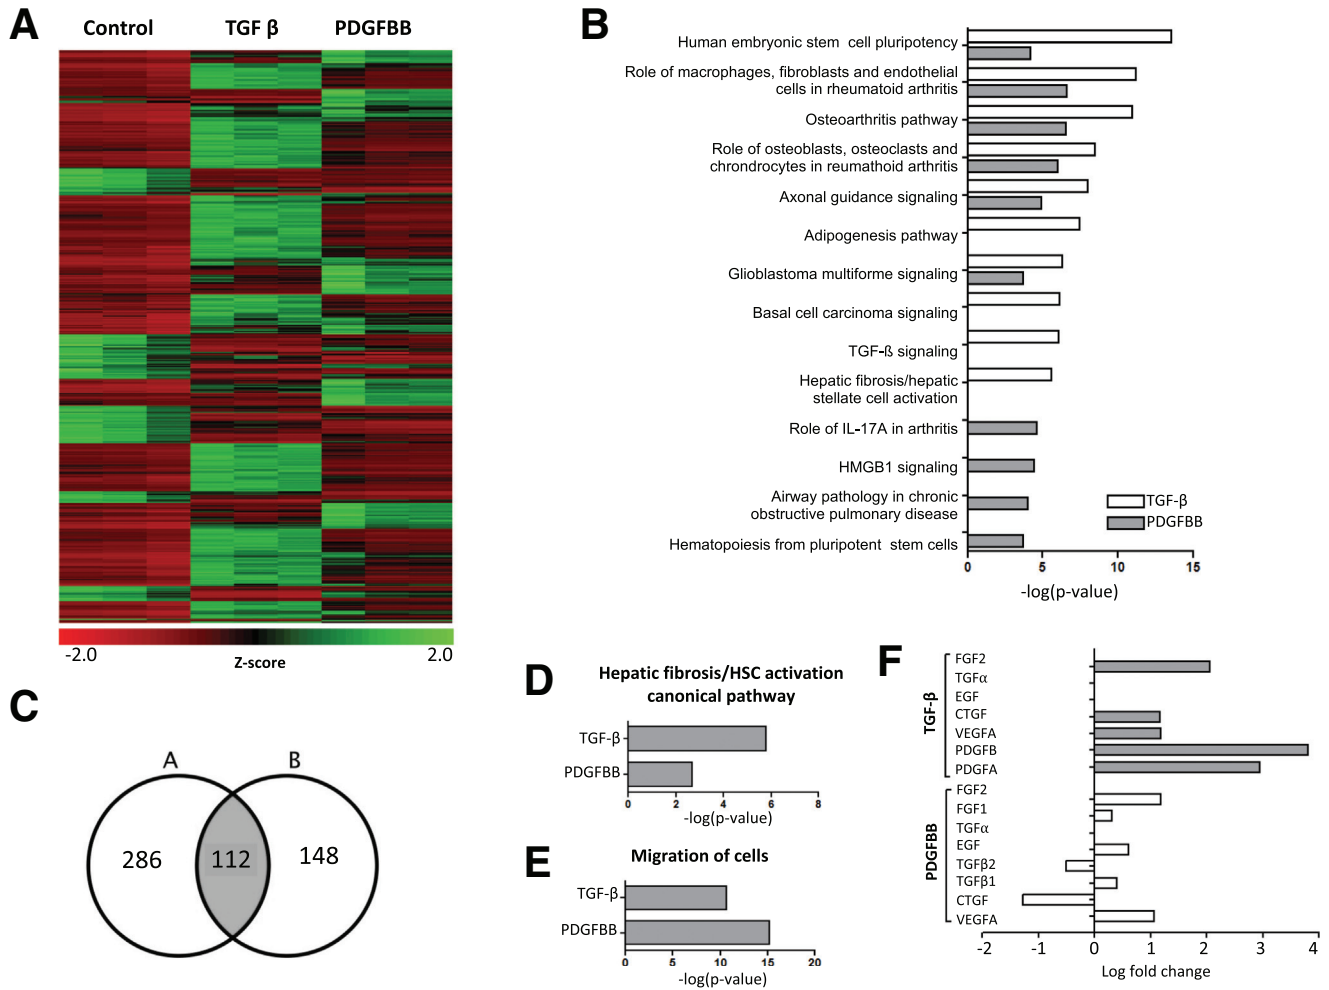 A
Control
TGF β
PDGFBB
-2.0
Z-score
2.0
B
Human embryonic stem cell pluripotency
Role of macrophages, fibroblasts and endothelial
cells in rheumatoid arthritis
Osteoarthritis pathway
Role of osteoblasts, osteoclasts and
chrondrocytes in reumathoid arthritis
Axonal guidance signaling
Adipogenesis pathway
Glioblastoma multiforme signaling
Basal cell carcinoma signaling
TGF-ß signaling
Hepatic fibrosis/hepatic
stellate cell activation
Role of IL-17A in arthritis
HMGB1 signaling
Airway pathology in chronic
obstructive pulmonary disease
Hematopoiesis from pluripotent stem cells
TGF-β
PDGFBB
0 5 10 15
-log(p-value)
C
A B
286 112 148
D
Hepatic fibrosis/HSC activation
canonical pathway
TGF-β
PDGFBB
0 2 4 6 8
-log(p-value)
E
Migration of cells
TGF-β
PDGFBB
0 5 10 15 20
-log(p-value)
F
TGF-β
FGF2
TGFα
EGF
CTGF
VEGFA
PDGFB
PDGFA
PDGFBB
FGF2
FGF1
TGFα
EGF
TGFβ2
TGFβ1
CTGF
VEGFA
-2 -1 0 1 2 3 4
Log fold change